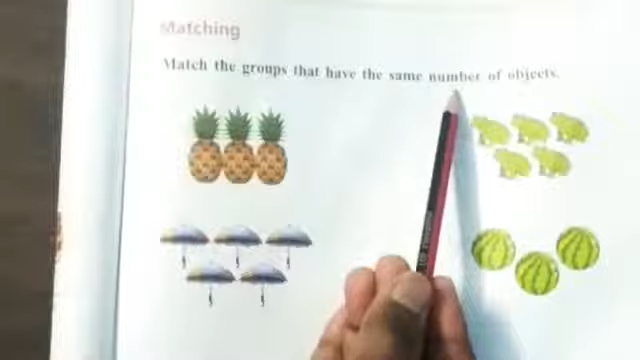 Matching
Match the groups that have the same number of objects.